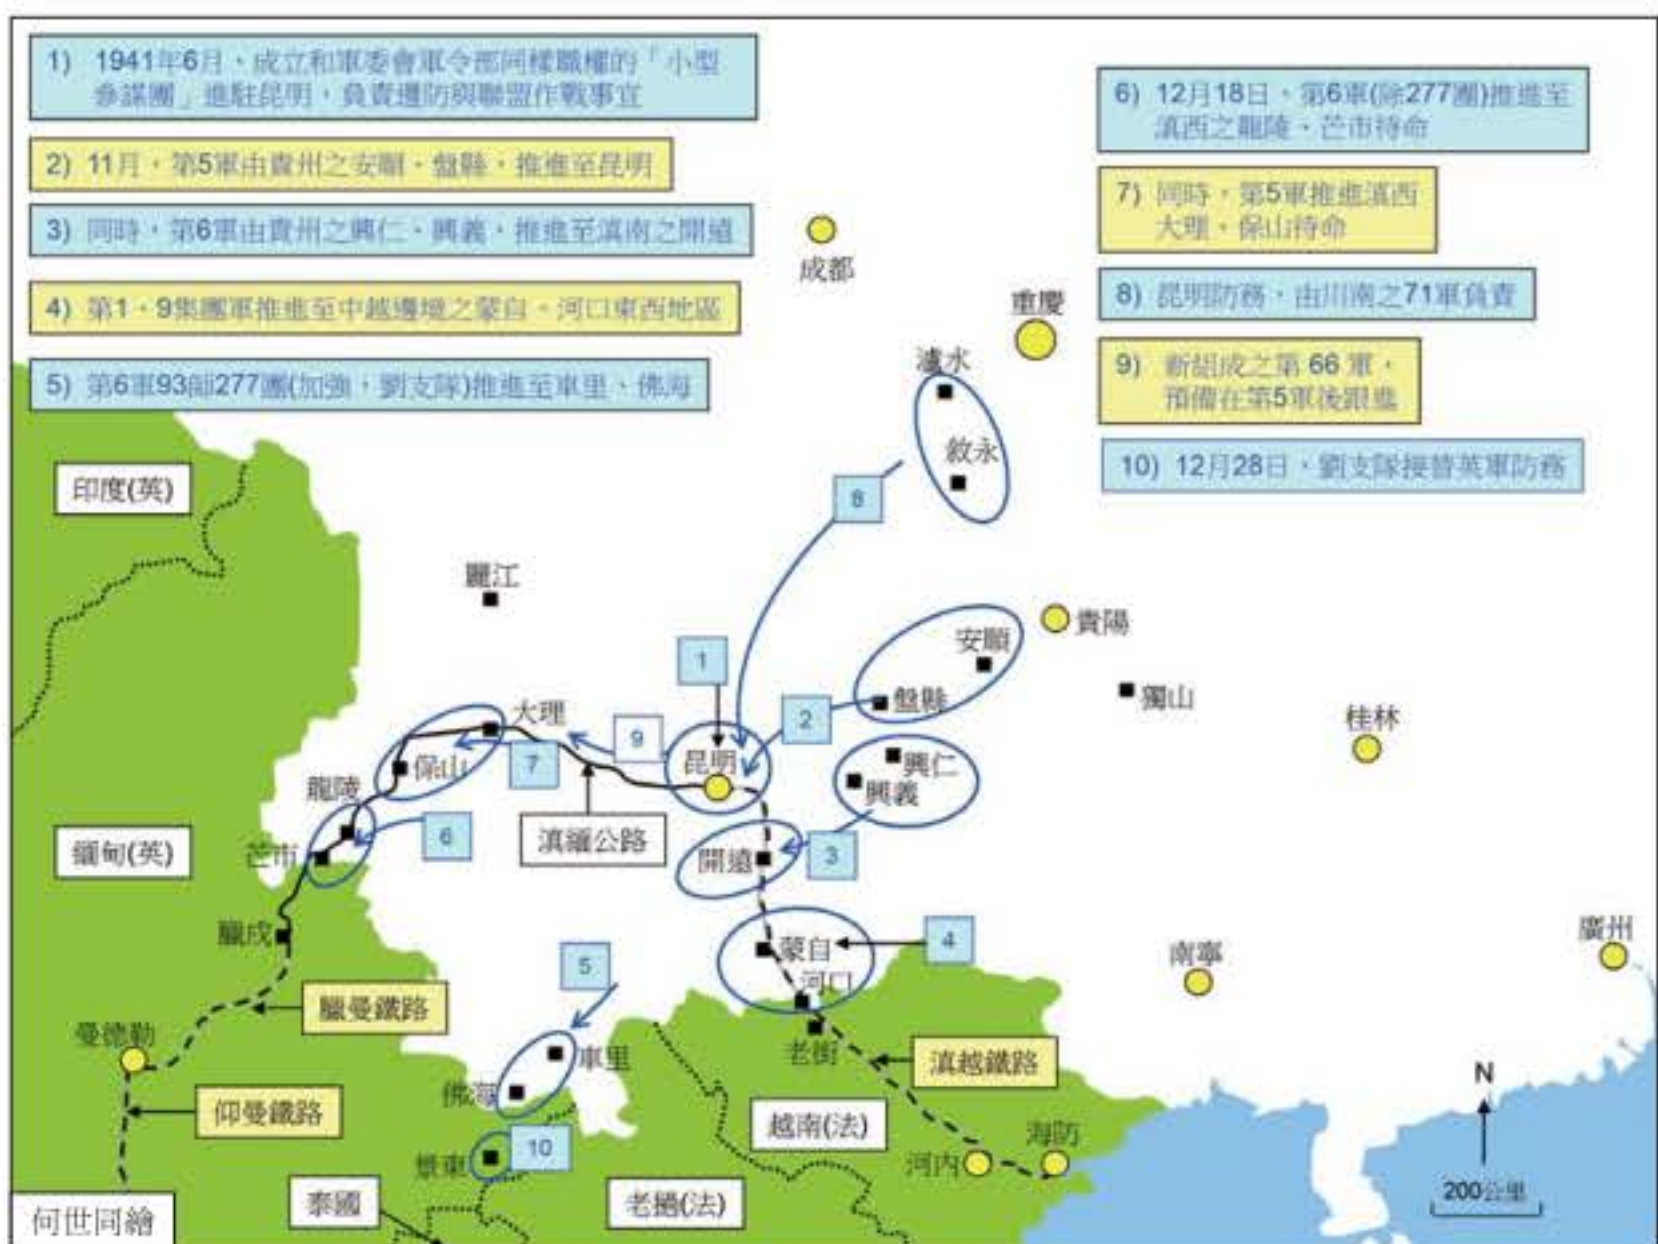 1) 1941年6月、成立和軍委會軍令部同樣職權的「小型
參謀團」進駐昆明，負責邊防與聯盟作戰事宜
2) 11月，第5軍由貴州之安順、盤縣，推進至昆明
3) 同時，第6軍由貴州之興仁、興義，推進至滇南之開遠
4) 第1、9集團軍推進至中越邊境之蒙自、河口東西地區
5) 第6軍93師277團(加強，劉支隊)推進至車里、佛海
6) 12月18日、第6軍(除277團)推進至
滇西之龍陵、芒市待命
7) 同時，第5軍推進滇西
大理，保山待命
8) 昆明防務，由川南之71軍負責
9) 新組成之第 66 軍，
預備在第5軍後跟進
10) 12月28日、劉支隊接替英軍防務
成都
重慶
瀘水
敘永
8
印度(英)
麗江
貴陽
安順
盤縣
獨山
桂林
1
2
大理
9
昆明
保山
7
興仁
興義
龍陵
6
芒市
滇緬公路
緬甸(英)
開遠
3
臘戍
蒙自
4
河口
南寧
廣州
5
臘曼鐵路
曼德勒
車里
佛海
老街
滇越鐵路
仰曼鐵路
越南(法)
海防
河內
10
景東
N
200公里
泰國
老撾(法)
何世同繪